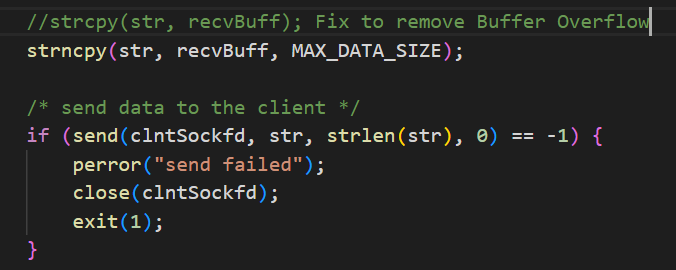 //strcpy(str, recvBuff); Fix to remove Buffer Overflow
strncpy(str, recvBuff, MAX_DATA_SIZE);
/* send data to the client */
if (send(clntSockfd, str, strlen(str), 0) == -1) {
perror("send failed");
close(clntSockfd);
exit(1);
}